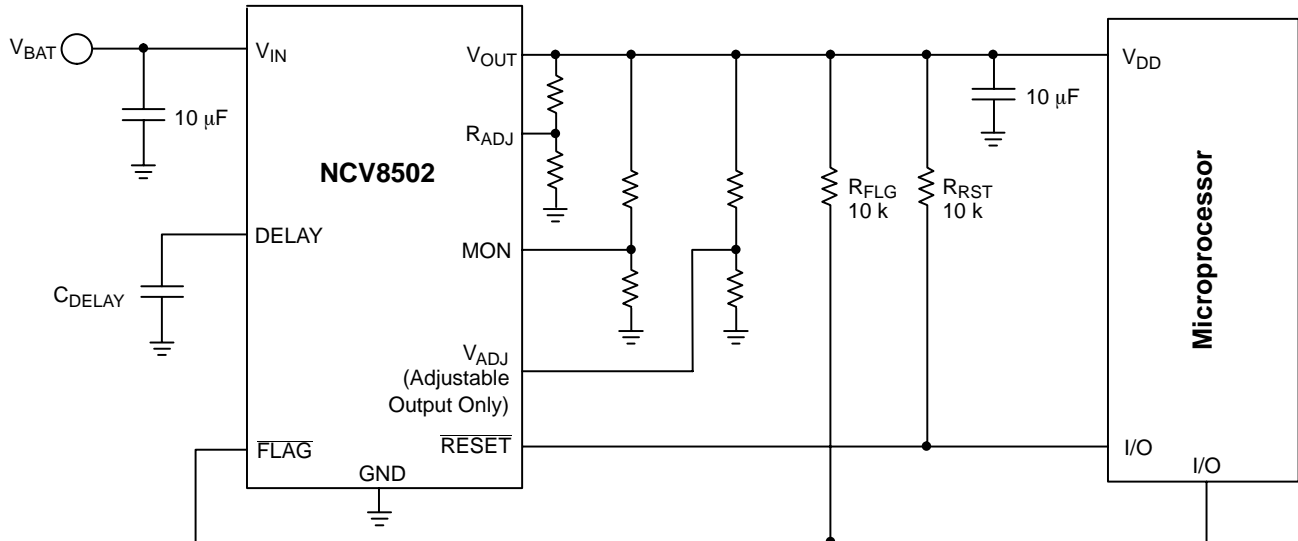 V_BAT
V_IN
V_OUT
V_DD
10 μF
10 μF
R_ADJ
NCV8502
R_FLG
10 k
R_RST
10 k
Microprocessor
DELAY
MON
C_DELAY
V_ADJ
(Adjustable
Output Only)
FLAG
RESET
I/O
GND
I/O